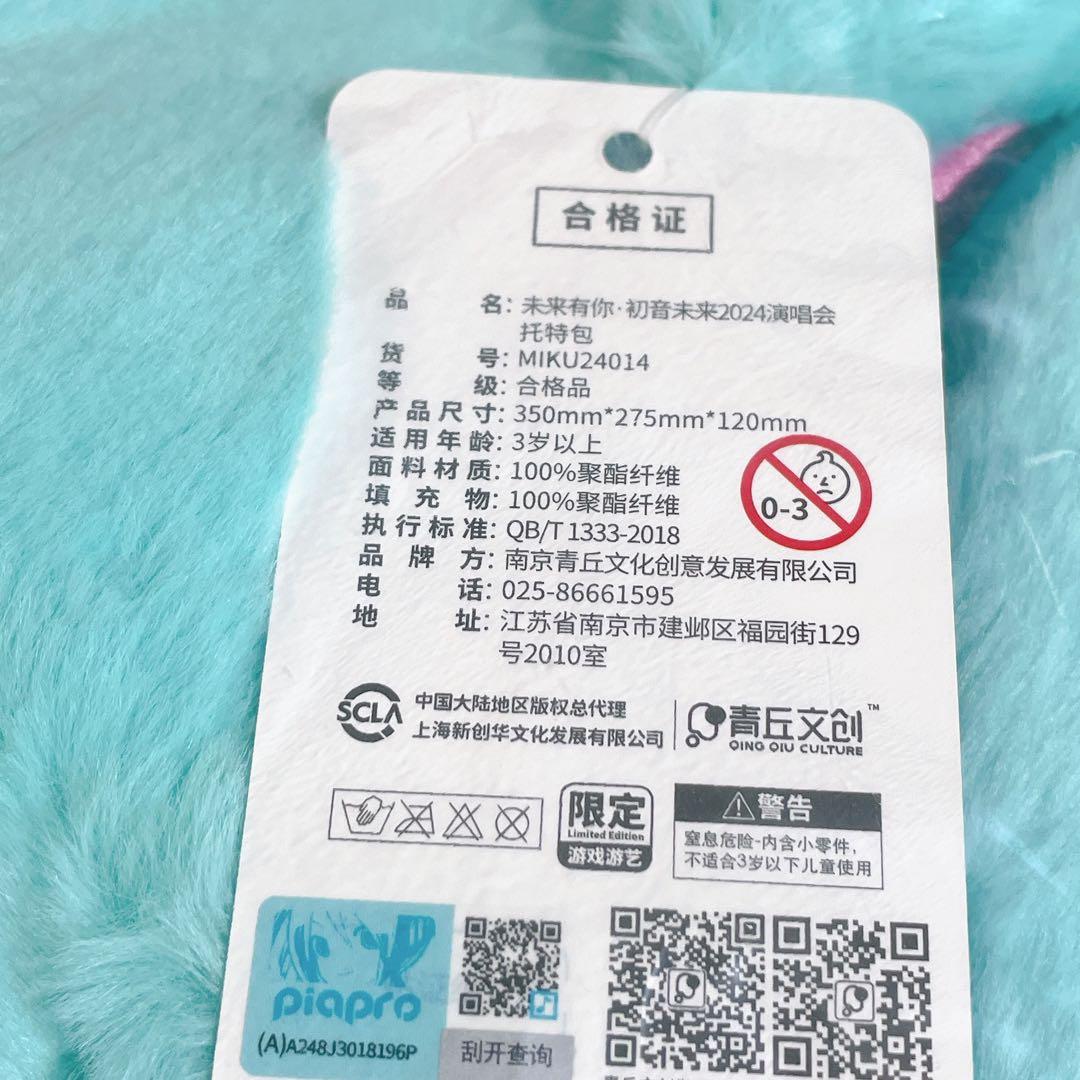 合格证
品名：未来有你·初音未来2024演唱会
托特包
货号：MIKU24014
等级：合格品
产品尺寸：350mm*275mm*120mm
适用年龄：3岁以上
面料材质：100%聚酯纤维
填充物：100%聚酯纤维
执行标准：QB/T 1333-2018
品牌方：南京青丘文化创意发展有限公司
电话：025-86661595
地址：江苏省南京市建邺区福园街129
号2010室
0-3
SCLA
中国大陆地区版权总代理
上海新创华文化发展有限公司
青丘文创™
QING QIU CULTURE
限定
Limited Edition
游戏游艺
警告
窒息危险-内含小零件，
不适合3岁以下儿童使用
piapro
(A)A248J3018196P
刮开查询